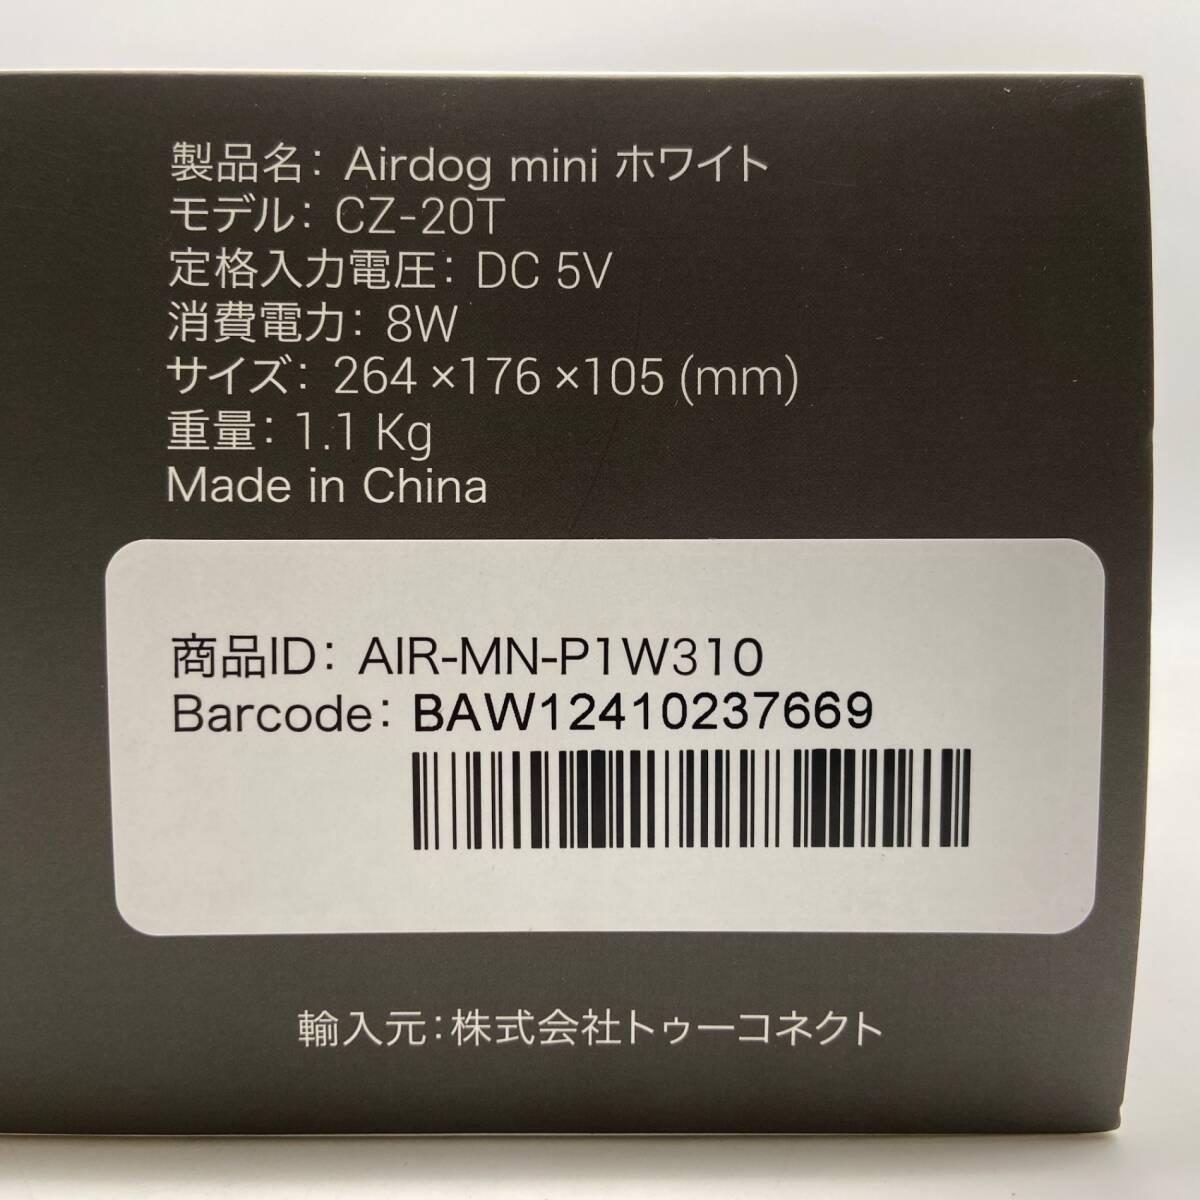 製品名: Airdog mini ホワイト
モデル: CZ-20T
定格入力電圧: DC 5V
消費電力: 8W
サイズ: 264 ×176 ×105 (mm)
重量: 1.1 Kg
Made in China
商品ID: AIR-MN-P1W310
Barcode: BAW12410237669
輸入元:株式会社トゥーコネクト